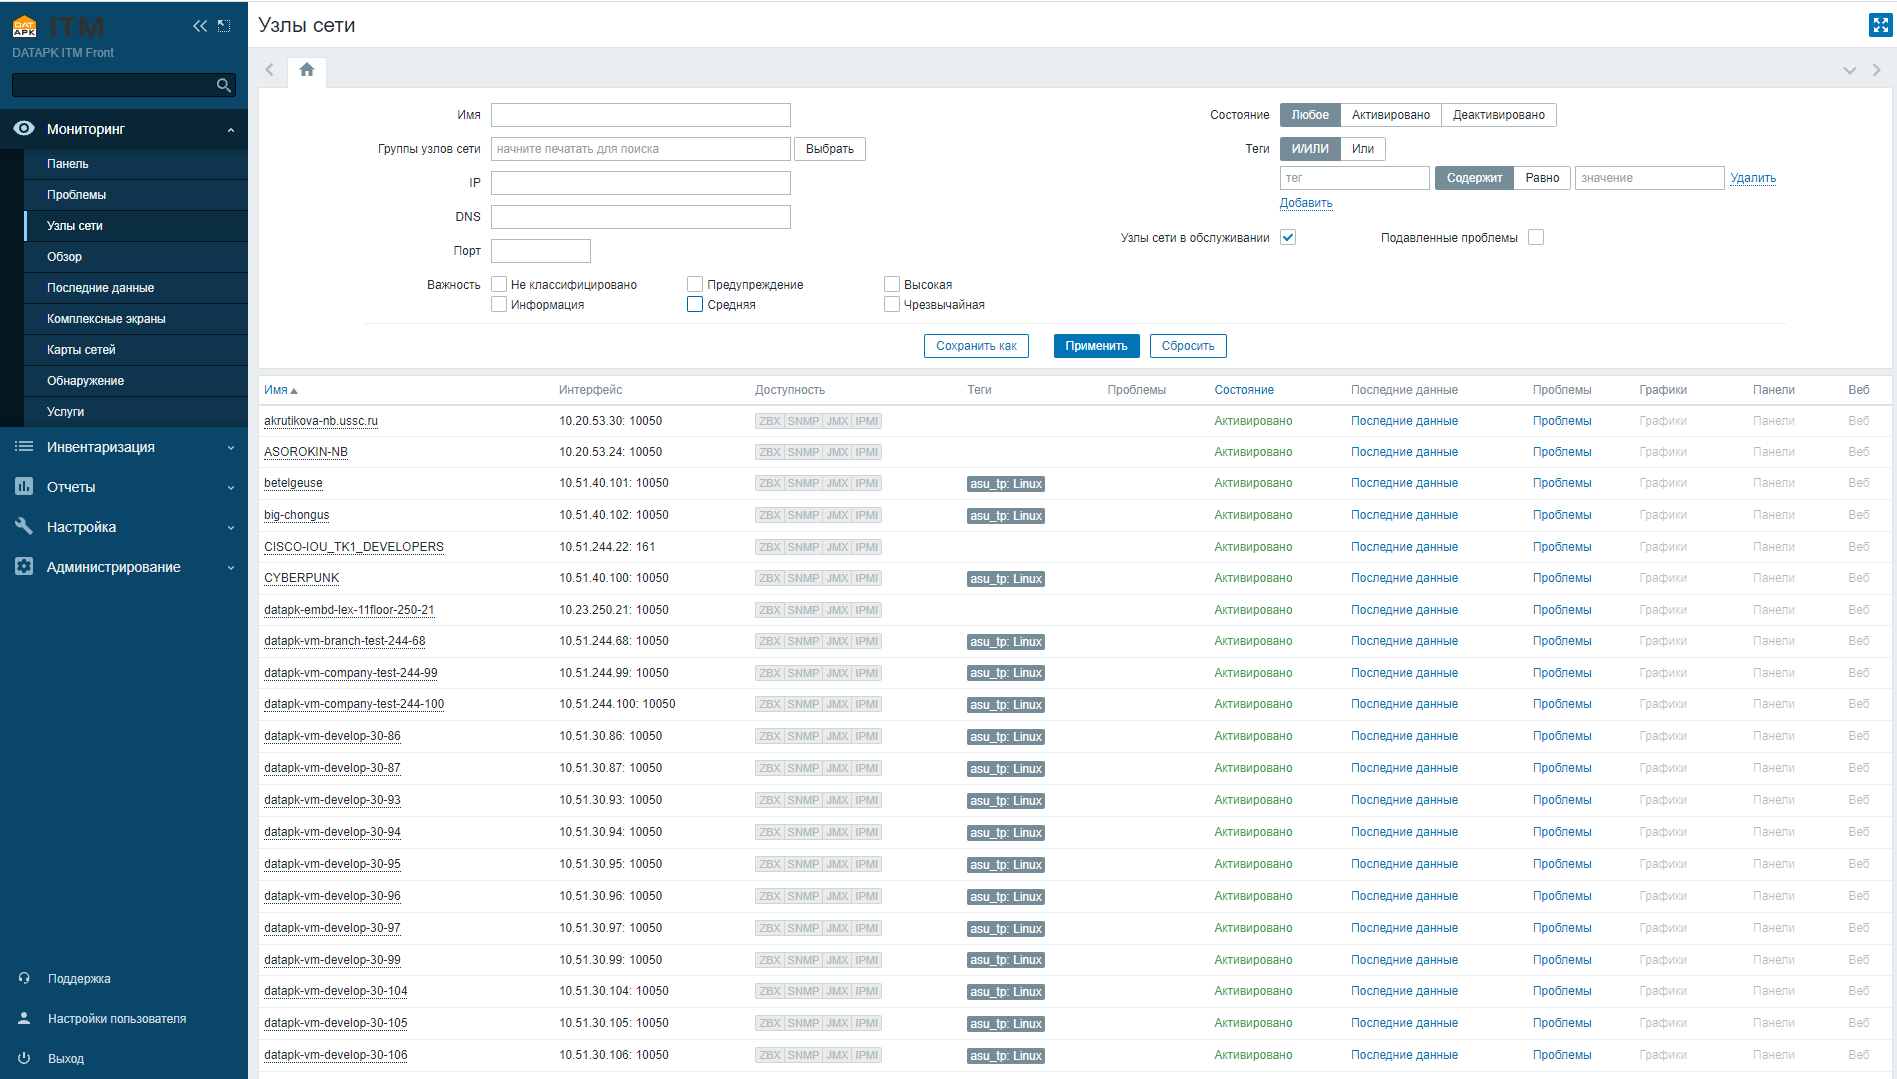 DAT APK ITM
DATAPK ITM Front
Мониторинг
Панель
Проблемы
Узлы сети
Обзор
Последние данные
Комплексные экраны
Карты сетей
Обнаружение
Услуги
Инвентаризация
Отчеты
Настройка
Администрирование
Поддержка
Настройки пользователя
Выход
Узлы сети
Имя
Группы узлов сети начните печатать для поиска Выбрать
IP
DNS
Порт
Важность Не классифицировано Предупреждение Высокая
Информация Средняя Чрезвычайная
Состояние Любое Активировано Деактивировано
Теги И/ИЛИ Или
тег Содержит Равно значение Удалить
Добавить
Узлы сети в обслуживании Подавленные проблемы
Сохранить как Применить Сбросить
Имя Интерфейс Доступность Теги Проблемы Состояние Последние данные Проблемы Графики Панели Веб
akrutikova-nb.ussc.ru 10.20.53.30: 10050 ZBX SNMP JMX IPMI Активировано Последние данные Проблемы Графики Панели Веб
ASOROKIN-NB 10.20.53.24: 10050 ZBX SNMP JMX IPMI Активировано Последние данные Проблемы Графики Панели Веб
betelgeuse 10.51.40.101: 10050 ZBX SNMP JMX IPMI asu_tp: Linux Активировано Последние данные Проблемы Графики Панели Веб
big-chongus 10.51.40.102: 10050 ZBX SNMP JMX IPMI asu_tp: Linux Активировано Последние данные Проблемы Графики Панели Веб
CISCO-IOU_TK1_DEVELOPERS 10.51.244.22: 161 ZBX SNMP JMX IPMI Активировано Последние данные Проблемы Графики Панели Веб
CYBERPUNK 10.51.40.100: 10050 ZBX SNMP JMX IPMI asu_tp: Linux Активировано Последние данные Проблемы Графики Панели Веб
datapk-embd-lex-11floor-250-21 10.23.250.21: 10050 ZBX SNMP JMX IPMI Активировано Последние данные Проблемы Графики Панели Веб
datapk-vm-branch-test-244-68 10.51.244.68: 10050 ZBX SNMP JMX IPMI asu_tp: Linux Активировано Последние данные Проблемы Графики Панели Веб
datapk-vm-company-test-244-99 10.51.244.99: 10050 ZBX SNMP JMX IPMI asu_tp: Linux Активировано Последние данные Проблемы Графики Панели Веб
datapk-vm-company-test-244-100 10.51.244.100: 10050 ZBX SNMP JMX IPMI asu_tp: Linux Активировано Последние данные Проблемы Графики Панели Веб
datapk-vm-develop-30-86 10.51.30.86: 10050 ZBX SNMP JMX IPMI asu_tp: Linux Активировано Последние данные Проблемы Графики Панели Веб
datapk-vm-develop-30-87 10.51.30.87: 10050 ZBX SNMP JMX IPMI asu_tp: Linux Активировано Последние данные Проблемы Графики Панели Веб
datapk-vm-develop-30-93 10.51.30.93: 10050 ZBX SNMP JMX IPMI asu_tp: Linux Активировано Последние данные Проблемы Графики Панели Веб
datapk-vm-develop-30-94 10.51.30.94: 10050 ZBX SNMP JMX IPMI asu_tp: Linux Активировано Последние данные Проблемы Графики Панели Веб
datapk-vm-develop-30-95 10.51.30.95: 10050 ZBX SNMP JMX IPMI asu_tp: Linux Активировано Последние данные Проблемы Графики Панели Веб
datapk-vm-develop-30-96 10.51.30.96: 10050 ZBX SNMP JMX IPMI asu_tp: Linux Активировано Последние данные Проблемы Графики Панели Веб
datapk-vm-develop-30-97 10.51.30.97: 10050 ZBX SNMP JMX IPMI asu_tp: Linux Активировано Последние данные Проблемы Графики Панели Веб
datapk-vm-develop-30-99 10.51.30.99: 10050 ZBX SNMP JMX IPMI asu_tp: Linux Активировано Последние данные Проблемы Графики Панели Веб
datapk-vm-develop-30-104 10.51.30.104: 10050 ZBX SNMP JMX IPMI asu_tp: Linux Активировано Последние данные Проблемы Графики Панели Веб
datapk-vm-develop-30-105 10.51.30.105: 10050 ZBX SNMP JMX IPMI asu_tp: Linux Активировано Последние данные Проблемы Графики Панели Веб
datapk-vm-develop-30-106 10.51.30.106: 10050 ZBX SNMP JMX IPMI asu_tp: Linux Активировано Последние данные Проблемы Графики Панели Веб